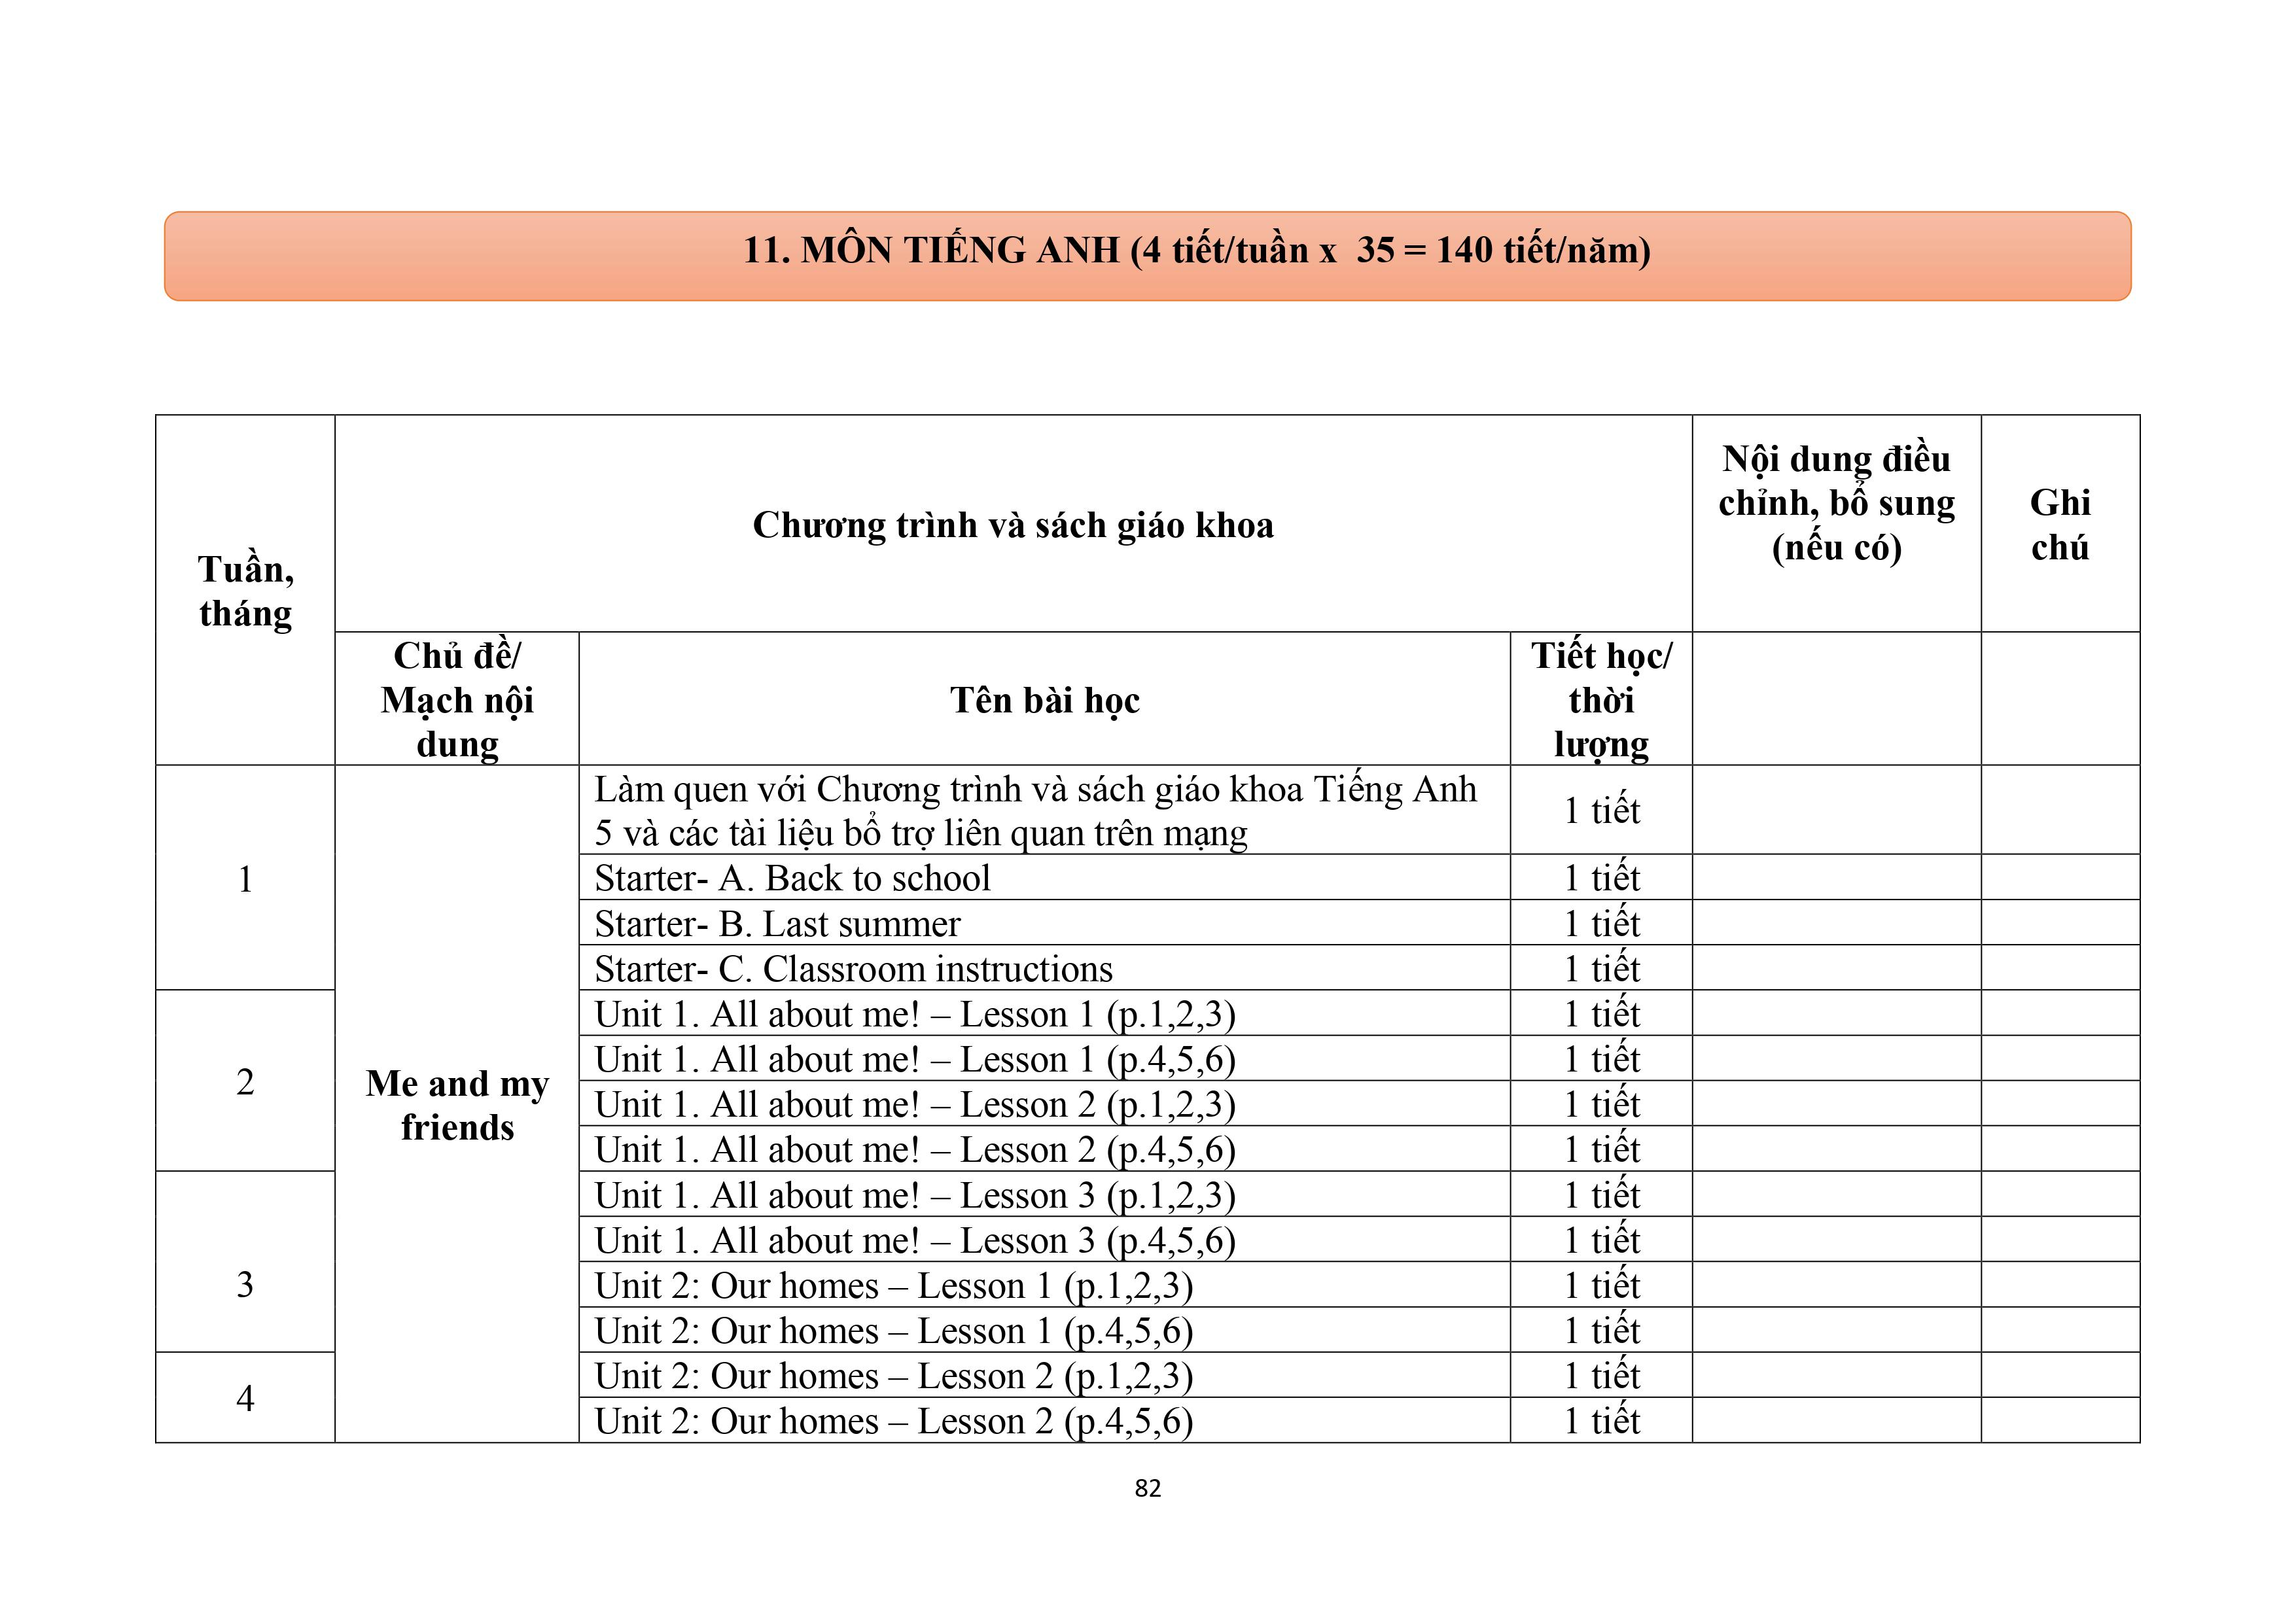 11. MÔN TIẾNG ANH (4 tiết/tuần x  35 = 140 tiết/năm)
Tuần,
tháng
Chương trình và sách giáo khoa
Nội dung điều
chỉnh, bổ sung
(nếu có)
Ghi
chú
Chủ đề/
Mạch nội
dung
Tên bài học
Tiết học/
thời
lượng
1
Me and my
friends
Làm quen với Chương trình và sách giáo khoa Tiếng Anh
5 và các tài liệu bổ trợ liên quan trên mạng
1 tiết
Starter- A. Back to school
1 tiết
Starter- B. Last summer
1 tiết
Starter- C. Classroom instructions
1 tiết
2
Unit 1. All about me! – Lesson 1 (p.1,2,3)
1 tiết
Unit 1. All about me! – Lesson 1 (p.4,5,6)
1 tiết
Unit 1. All about me! – Lesson 2 (p.1,2,3)
1 tiết
Unit 1. All about me! – Lesson 2 (p.4,5,6)
1 tiết
3
Unit 1. All about me! – Lesson 3 (p.1,2,3)
1 tiết
Unit 1. All about me! – Lesson 3 (p.4,5,6)
1 tiết
Unit 2: Our homes – Lesson 1 (p.1,2,3)
1 tiết
Unit 2: Our homes – Lesson 1 (p.4,5,6)
1 tiết
4
Unit 2: Our homes – Lesson 2 (p.1,2,3)
1 tiết
Unit 2: Our homes – Lesson 2 (p.4,5,6)
1 tiết
82